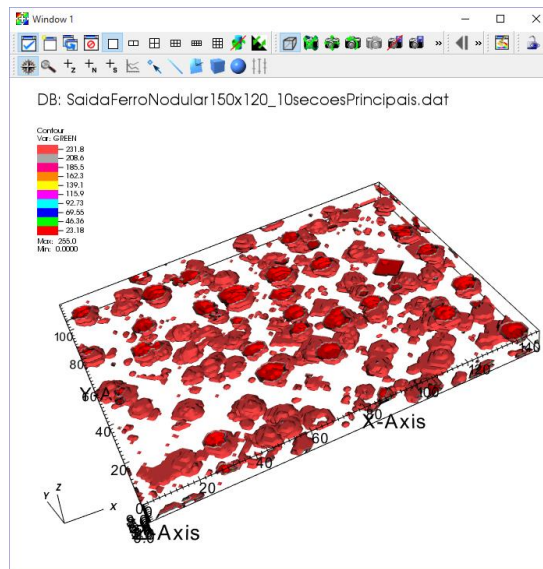 Window 1
DB: SaidaFerroNodular150x120_10secoesPrincipais.dat
Contour
Var: GREEN
231.8
208.6
185.5
162.3
139.1
115.9
92.73
69.55
46.36
23.18
Max: 255.0
Min: 0.0000
100
80
60
40
20
20
40
60
80
100
120
140
X-Axis
-Axis
Y Z X